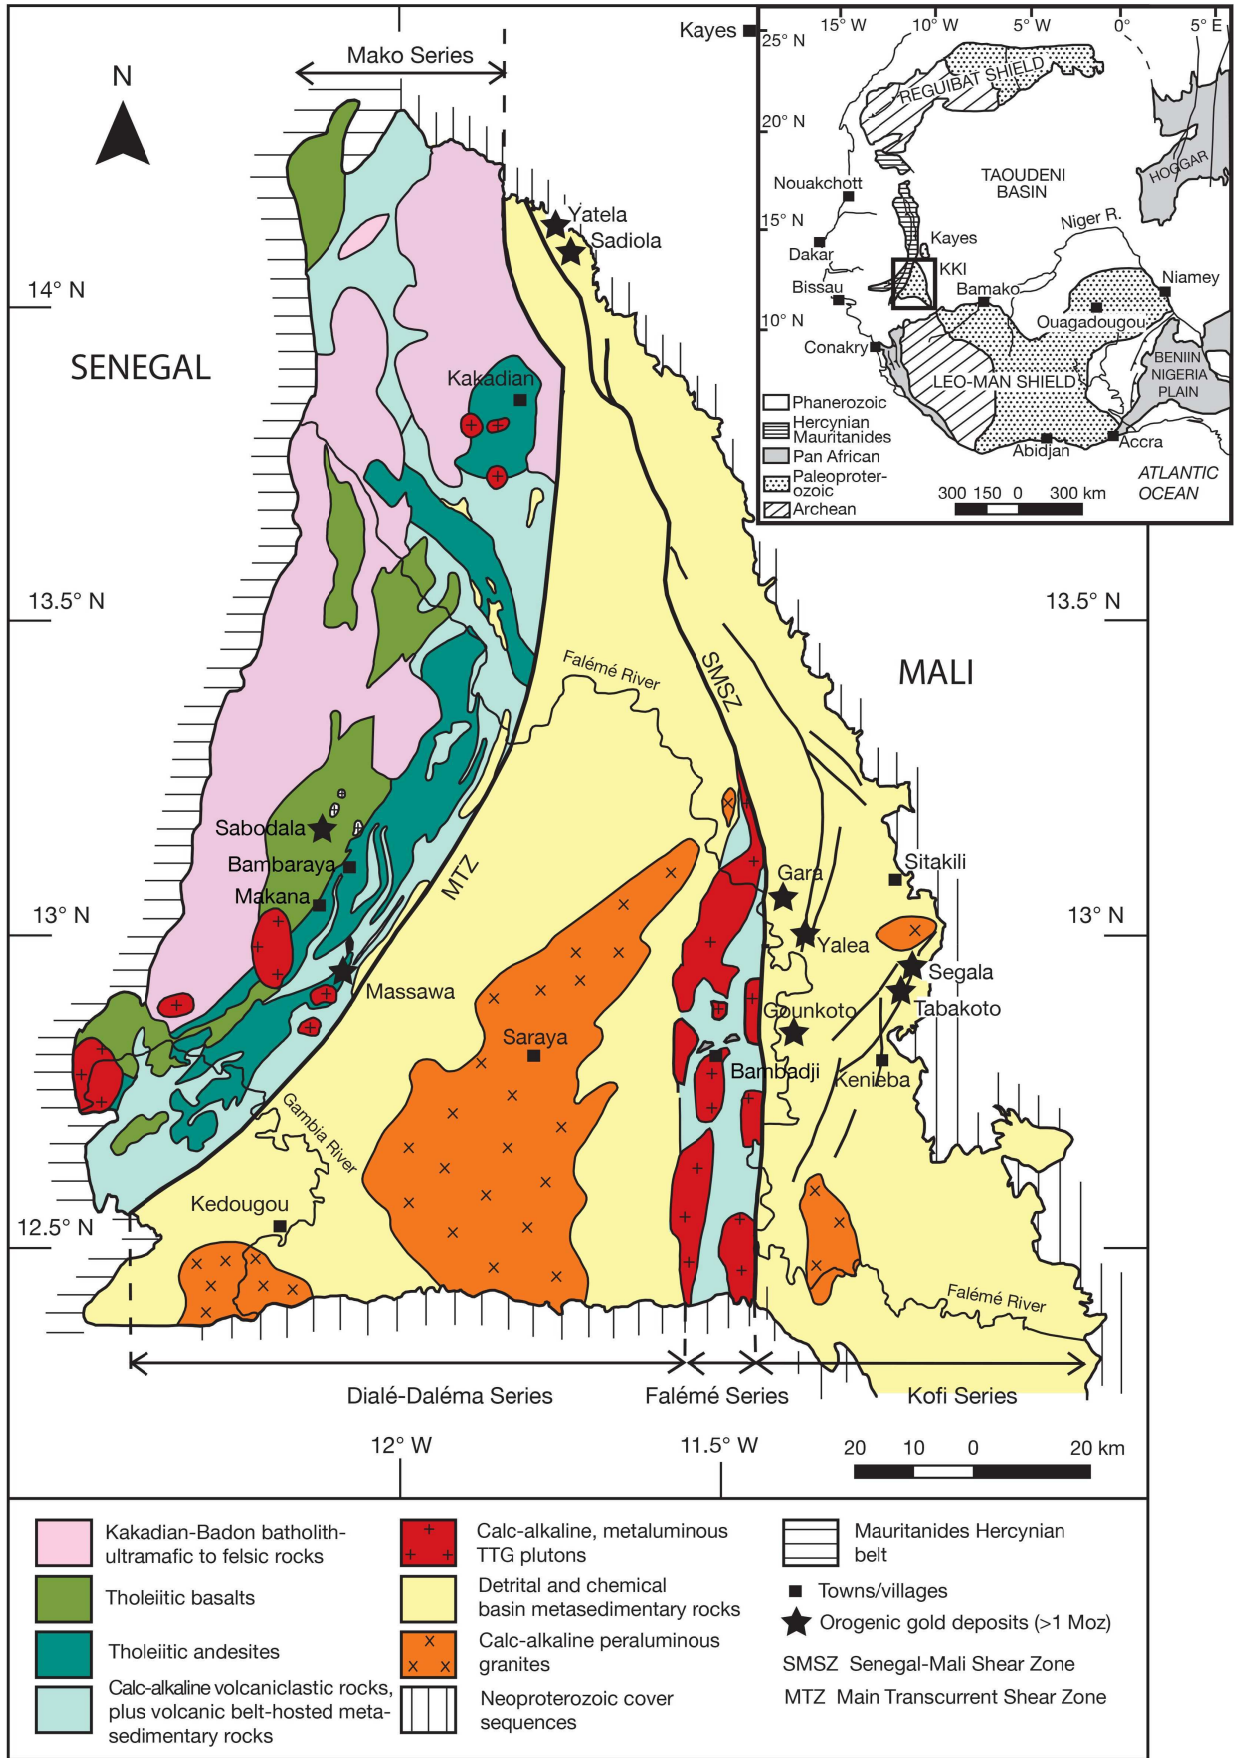 Mako Series
N
Kayes
14° N
SENEGAL
Yatela
Sadiola
Kakadian
13.5° N
13.5° N
MALI
Falémé River
SMSZ
MTZ
Sabodala
Bambaraya
Makana
Massawa
Gara
Yalea
Sitakili
Segala
Tabakoto
13° N
13° N
Gounkoto
Saraya
Bambadji
Kenieba
Gambia River
Kedougou
12.5° N
Falémé River
Dialé-Daléma Series
Falémé Series
Kofi Series
12° W
11.5° W
20 10 0 20 km
15° W
10° W
5° W
0°
5° E
25° N
20° N
15° N
10° N
REGUIBAT SHIELD
TAOUDENI
BASIN
HOGGAR
Nouakchott
Niger R.
Dakar
Kayes
KKI
Bissau
Bamako
Niamey
Ouagadougou
Conakry
LEO-MAN SHIELD
BENIIN
NIGERIA
PLAIN
Abidjan
Accra
ATLANTIC
OCEAN
Phanerozoic
Hercynian
Mauritanides
Pan African
Paleoproter-
ozoic
Archean
300 150 0 300 km
Kakadian-Badon batholith-
ultramafic to felsic rocks
Tholeiitic basalts
Tholeiitic andesites
Calc-alkaline volcaniclastic rocks,
plus volcanic belt-hosted meta-
sedimentary rocks
Calc-alkaline, metaluminous
TTG plutons
Detrital and chemical
basin metasedimentary rocks
Calc-alkaline peraluminous
granites
Neoproterozoic cover
sequences
Mauritanides Hercynian
belt
Towns/villages
Orogenic gold deposits (>1 Moz)
SMSZ Senegal-Mali Shear Zone
MTZ Main Transcurrent Shear Zone